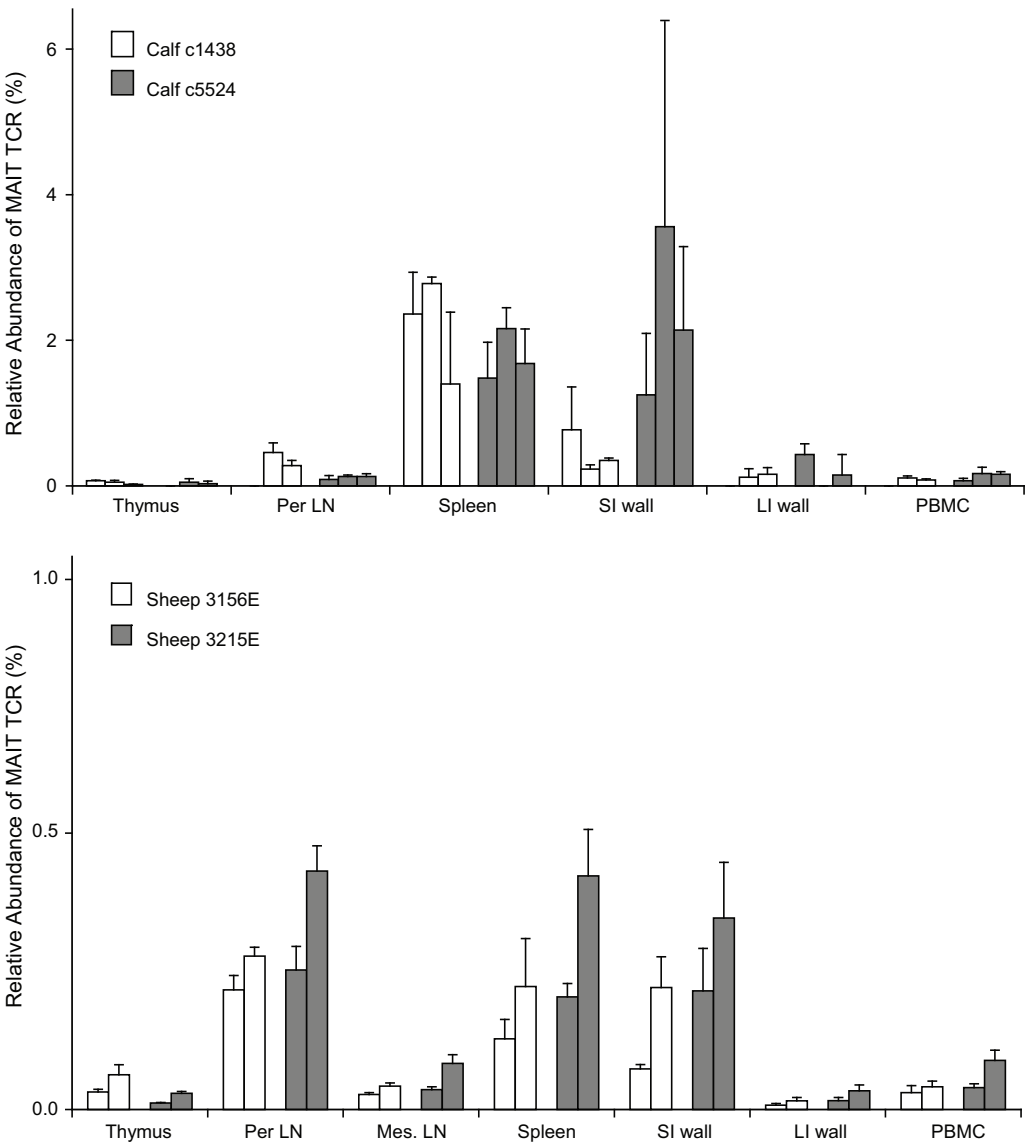 Relative Abundance of MAIT TCR (%)
6
4
2
0
Calf c1438
Calf c5524
Thymus Per LN Spleen SI wall LI wall PBMC
Relative Abundance of MAIT TCR (%)
1.0
0.5
0.0
Sheep 3156E
Sheep 3215E
Thymus Per LN Mes. LN Spleen SI wall LI wall PBMC